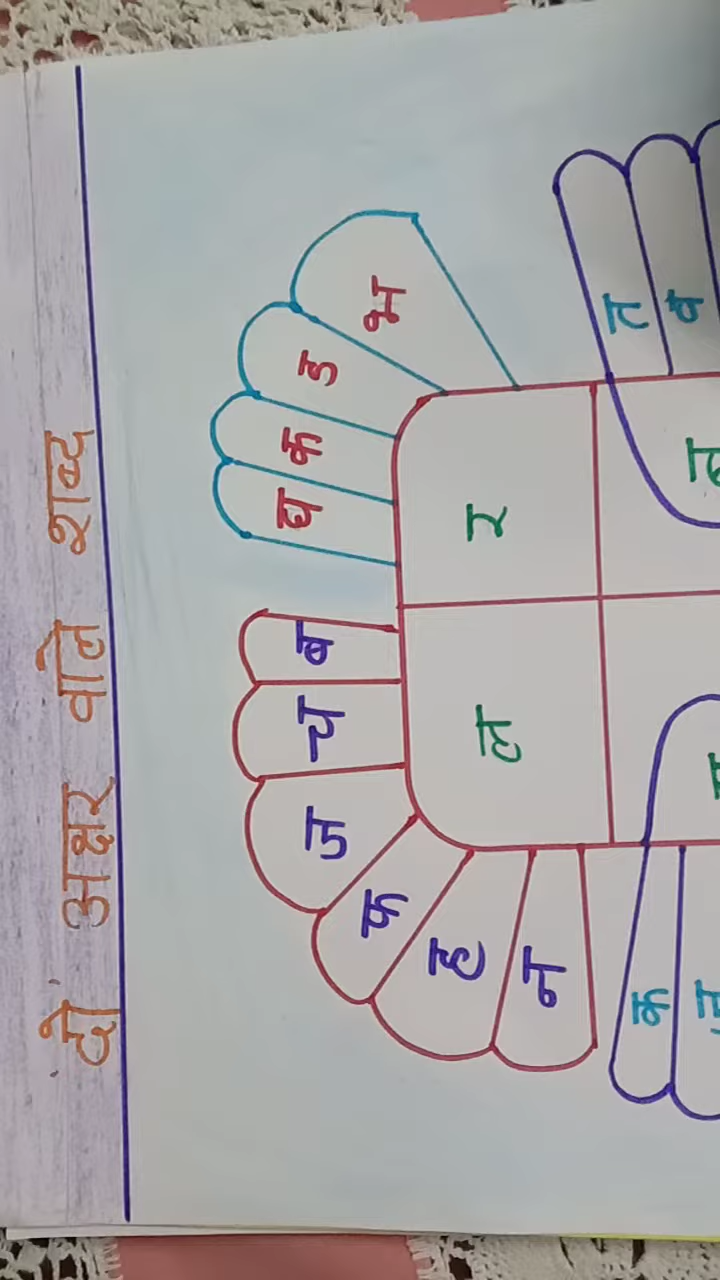 दो अक्षर वाले शब्द
न
ह
फ
ज
च
ब
घ
क
ड
भ
ल
र
क
त